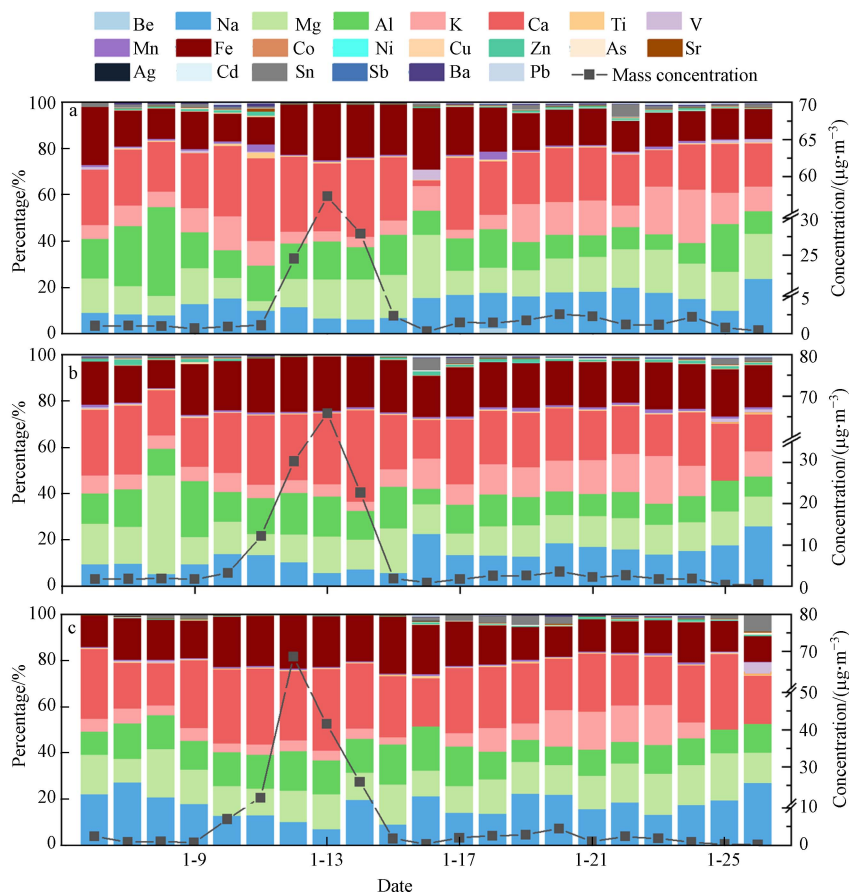 Be Na Mg Al K Ca Ti V
Mn Fe Co Ni Cu Zn As Sr
Ag Cd Sn Sb Ba Pb Mass concentration
a
100
80
60
40
20
0
Percentage/%
70
65
60
55
30
25
5
0
Concentration/(μg·m⁻³)
b
100
80
60
40
20
0
Percentage/%
80
70
30
20
10
0
Concentration/(μg·m⁻³)
c
100
80
60
40
20
0
Percentage/%
80
70
50
40
30
10
0
Concentration/(μg·m⁻³)
1-9 1-13 1-17 1-21 1-25
Date